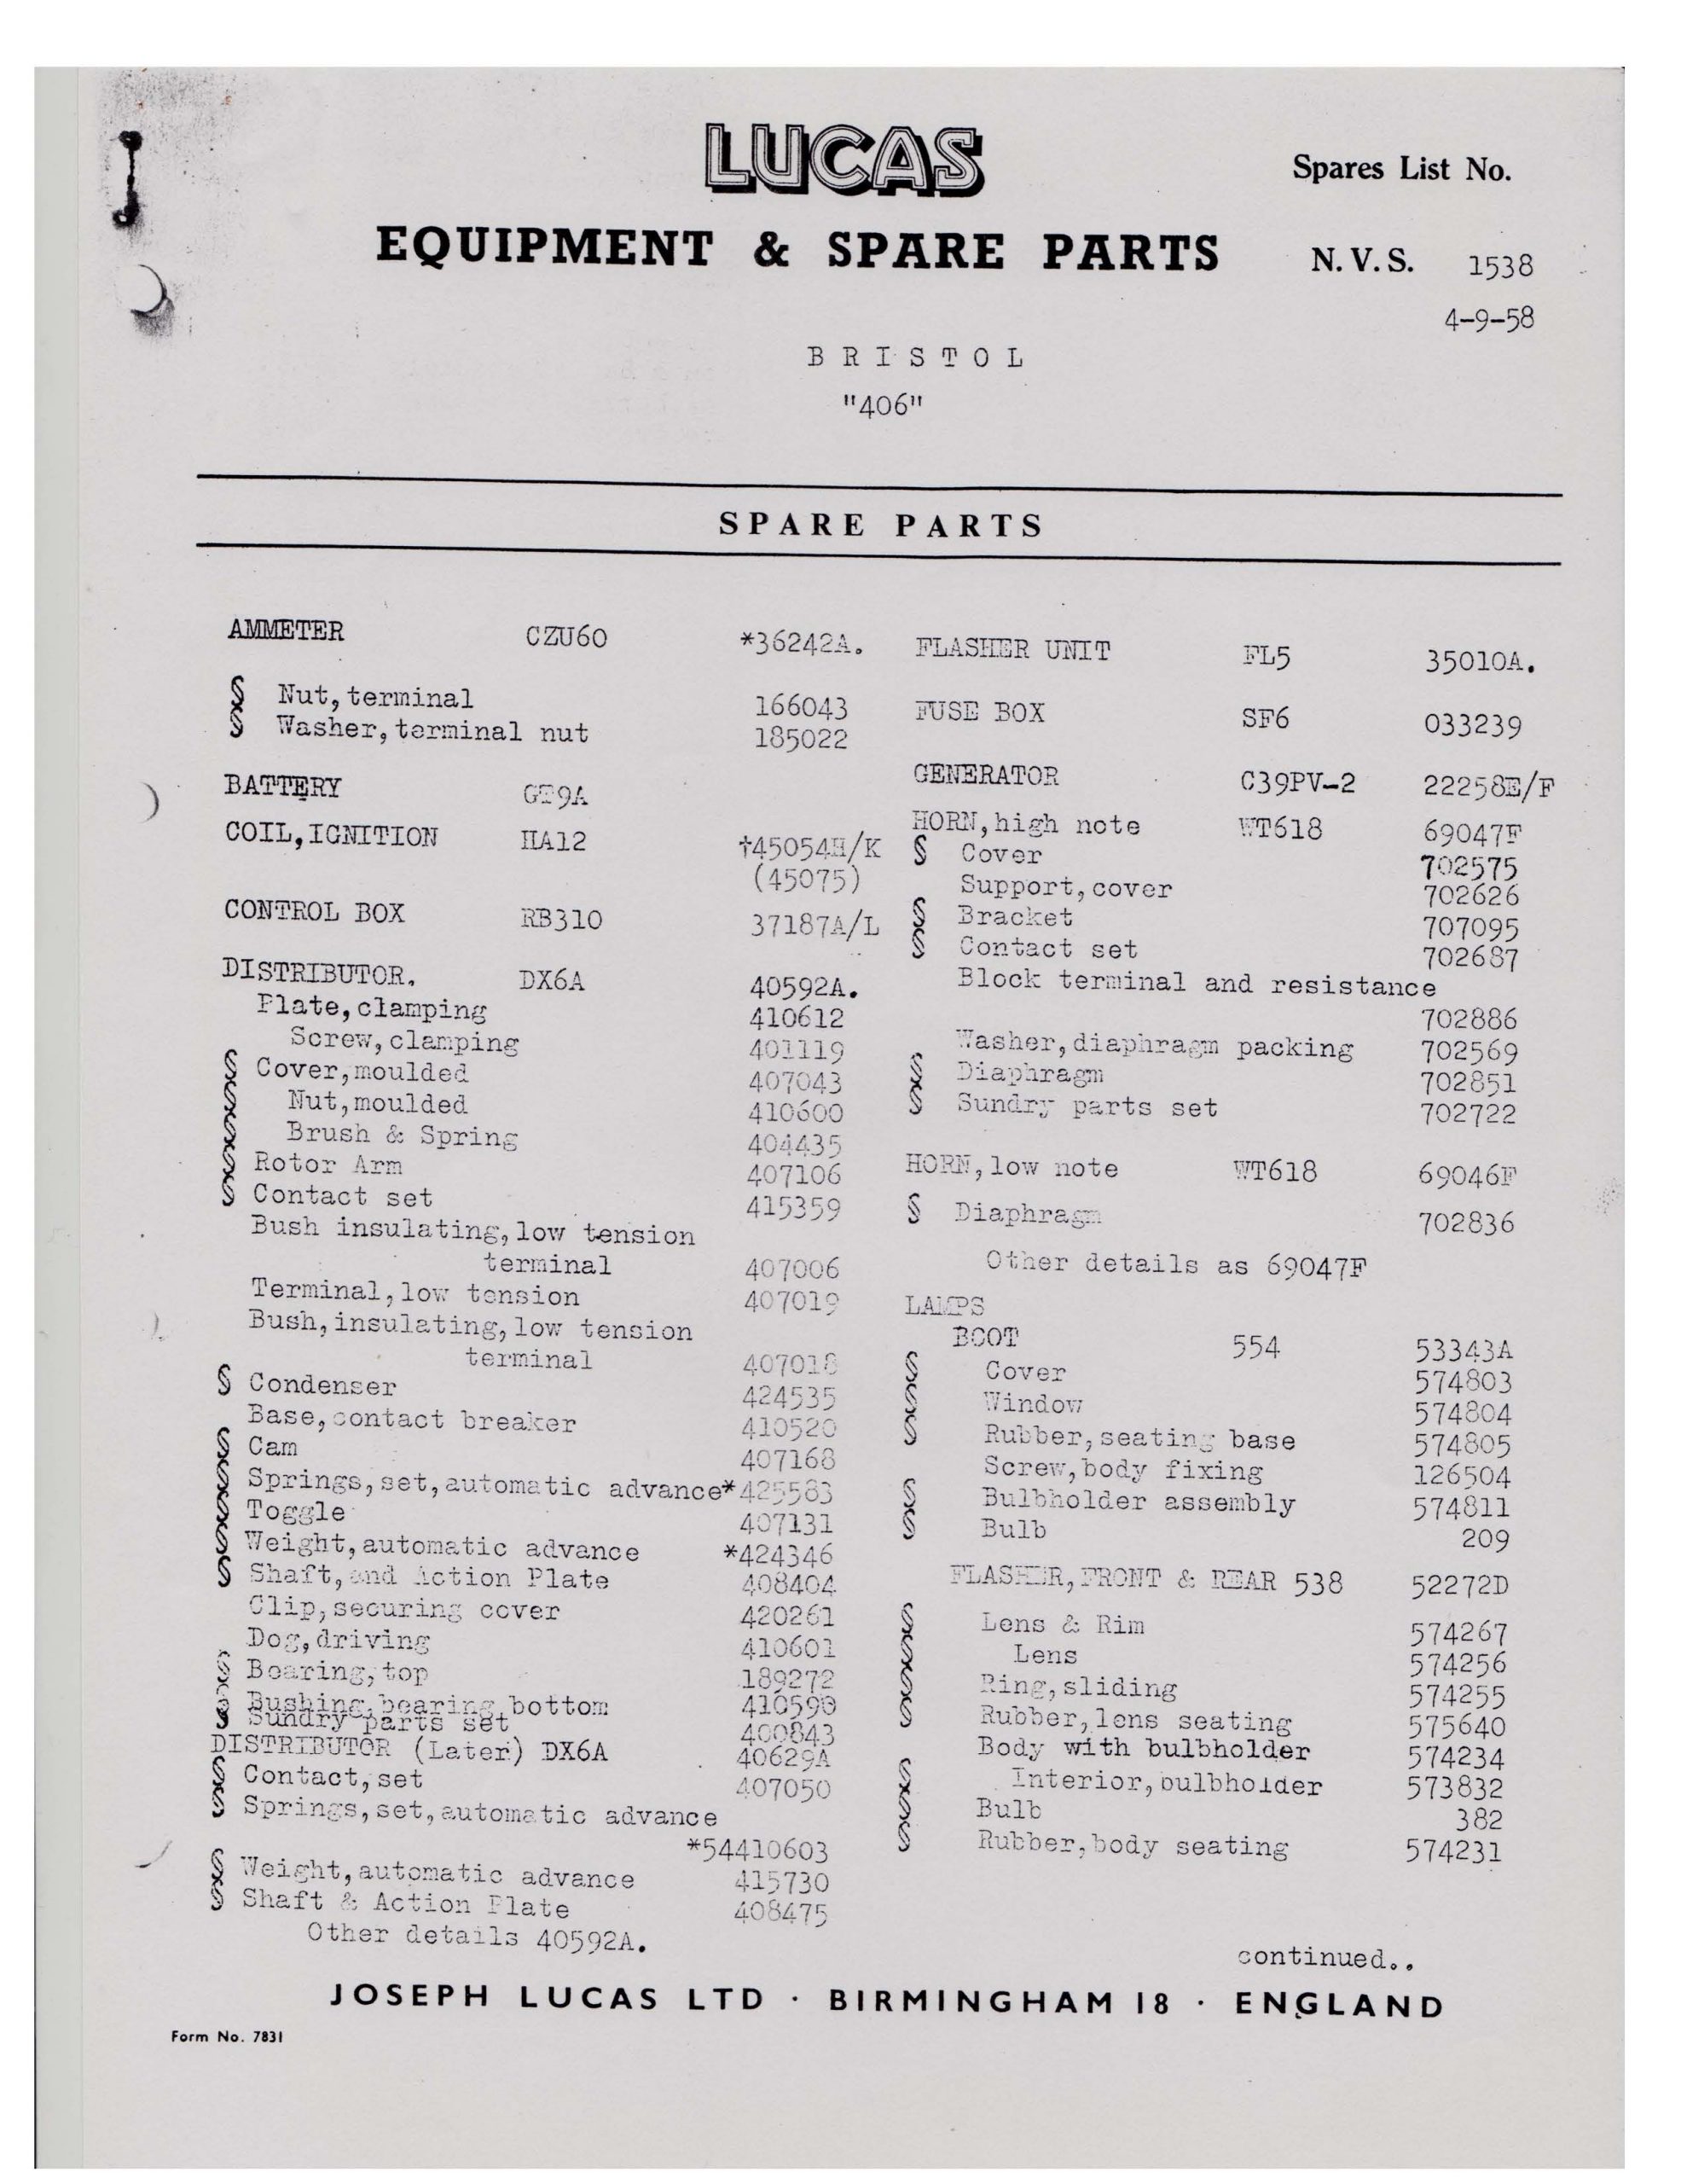 LUCAS
Spares List No.
EQUIPMENT & SPARE PARTS
N.V.S. 1538
4-9-58
BRISTOL
"406"
SPARE PARTS
AMMETER CZU60 *36242A.
§ Nut, terminal 166043
§ Washer, terminal nut 185022
BATTERY GT9A
COIL, IGNITION HA12 †45054H/K
(45075)
CONTROL BOX RB310 37187A/L
DISTRIBUTOR. DX6A 40592A.
Plate, clamping 410612
Screw, clamping 401119
§ Cover, moulded 407043
§ Nut, moulded 410600
§ Brush & Spring 404435
§ Rotor Arm 407106
§ Contact set 415359
Bush insulating, low tension
terminal 407006
Terminal, low tension 407019
Bush, insulating, low tension
terminal 407018
§ Condenser 424535
Base, contact breaker 410520
§ Cam 407168
§ Springs, set, automatic advance *425583
§ Toggle 407131
§ Weight, automatic advance *424346
§ Shaft, and Action Plate 408404
Clip, securing cover 420261
Dog, driving 410601
§ Bearing, top 189272
§ Bushing, bearing, bottom 410590
§ Sundry parts set 400843
DISTRIBUTOR (Later) DX6A 40629A
§ Contact, set 407050
§ Springs, set, automatic advance
*54410603
§ Weight, automatic advance 415730
§ Shaft & Action Plate 408475
Other details 40592A.
FLASHER UNIT FL5 35010A.
FUSE BOX SF6 033239
GENERATOR C39PV-2 22258E/F
HORN, high note WT618 69047F
§ Cover 702575
Support, cover 702626
§ Bracket 707095
§ Contact set 702687
Block terminal and resistance
702886
Washer, diaphragm packing 702569
§ Diaphragm 702851
§ Sundry parts set 702722
HORN, low note WT618 69046F
§ Diaphragm 702836
Other details as 69047F
LAMPS
BOOT 554 53343A
§ Cover 574803
§ Window 574804
§ Rubber, seating base 574805
Screw, body fixing 126504
§ Bulbholder assembly 574811
§ Bulb 209
FLASHER, FRONT & REAR 538 52272D
§ Lens & Rim 574267
§ Lens 574256
§ Ring, sliding 574255
§ Rubber, lens seating 575640
Body with bulbholder 574234
§ Interior, bulbholder 573832
§ Bulb 382
§ Rubber, body seating 574231
continued..
JOSEPH LUCAS LTD · BIRMINGHAM 18 · ENGLAND
Form No. 7831